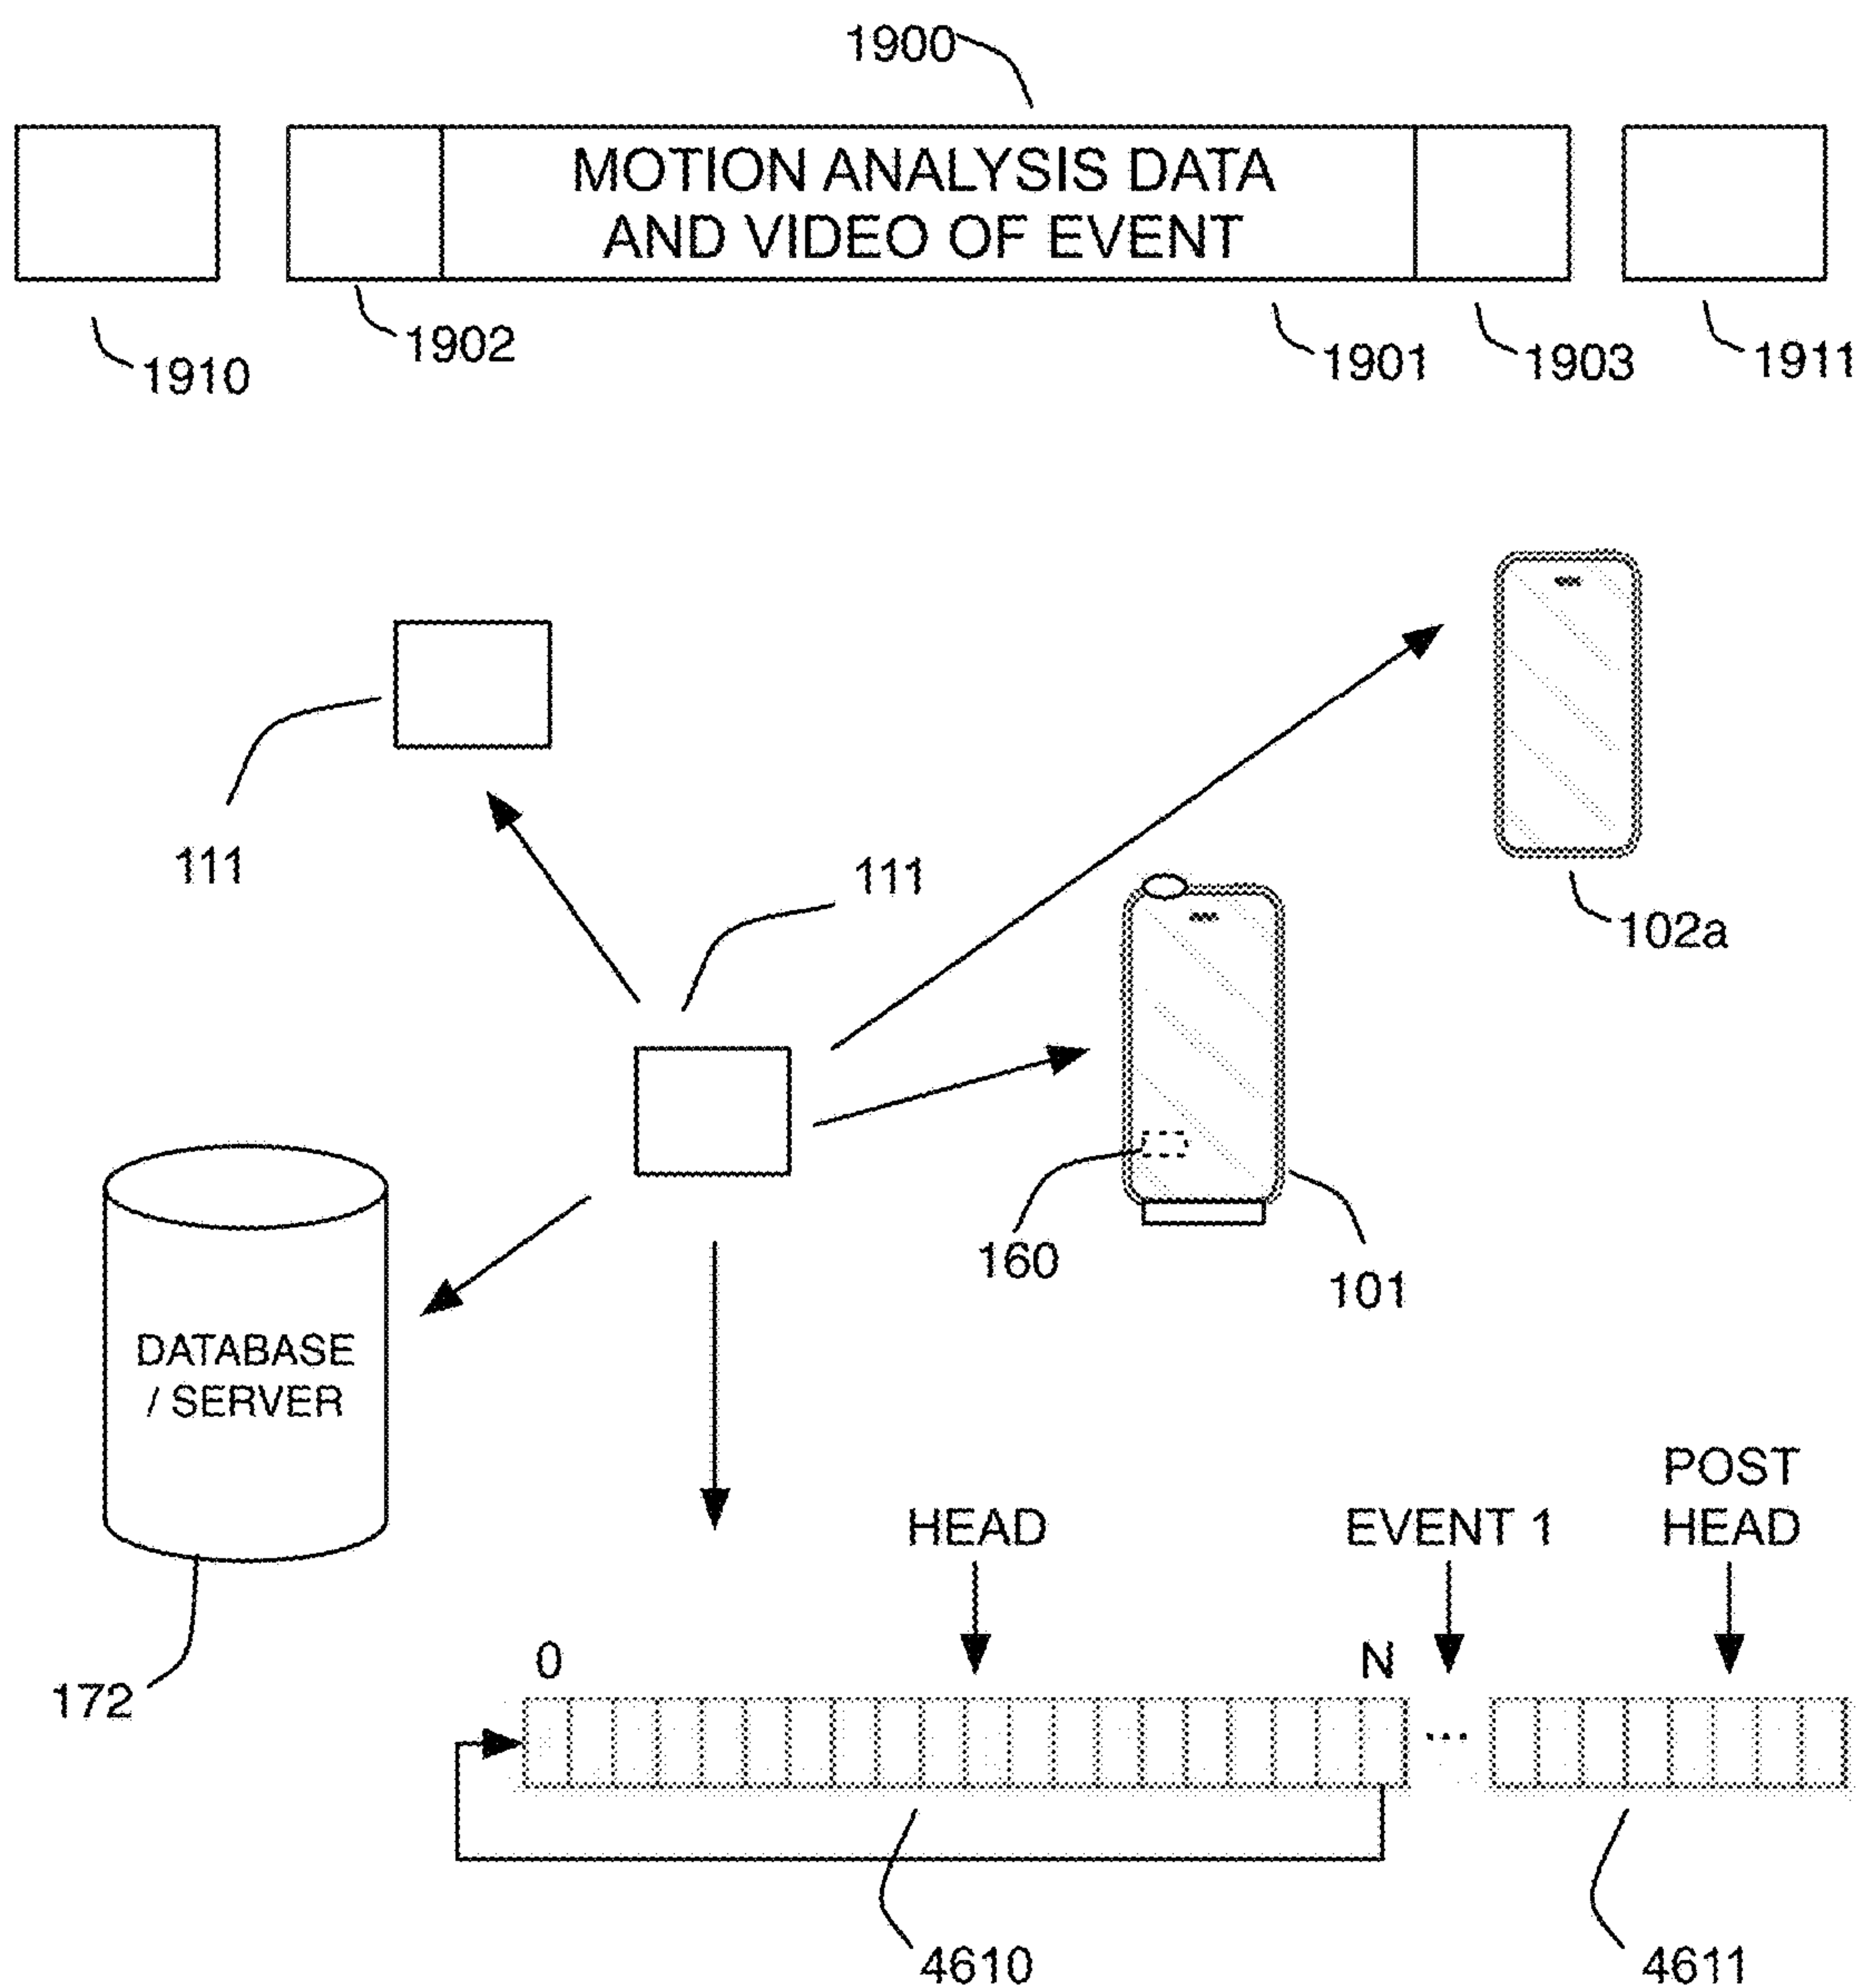 1900
MOTION ANALYSIS DATA
AND VIDEO OF EVENT
1910
1902
1901
1903
1911
111
111
102a
160
101
DATABASE
/ SERVER
172
HEAD
EVENT 1
POST
HEAD
0
N
...
4610
4611